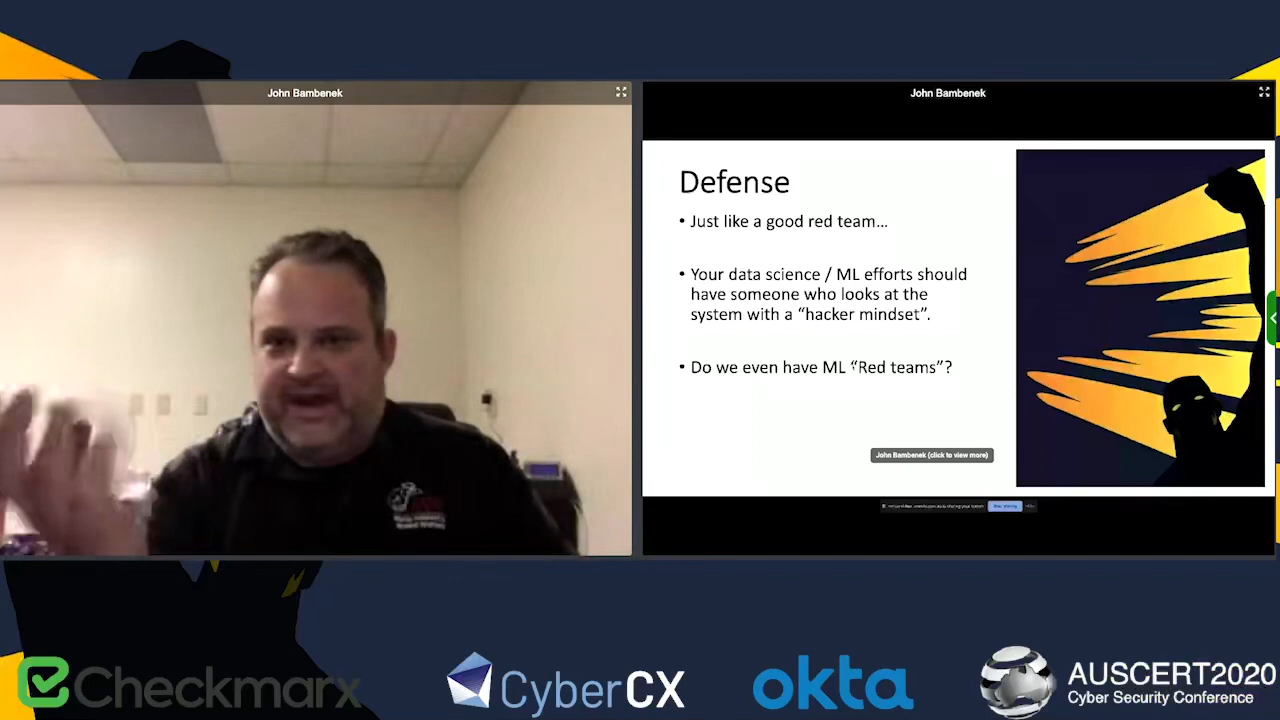 John Bambenek
John Bambenek
Defense
• Just like a good red team...
• Your data science / ML efforts should
have someone who looks at the
system with a “hacker mindset”.
• Do we even have ML “Red teams”?
John Bambenek (click to view more)
Checkmarx
CyberCX
okta
AUSCERT2020
Cyber Security Conference